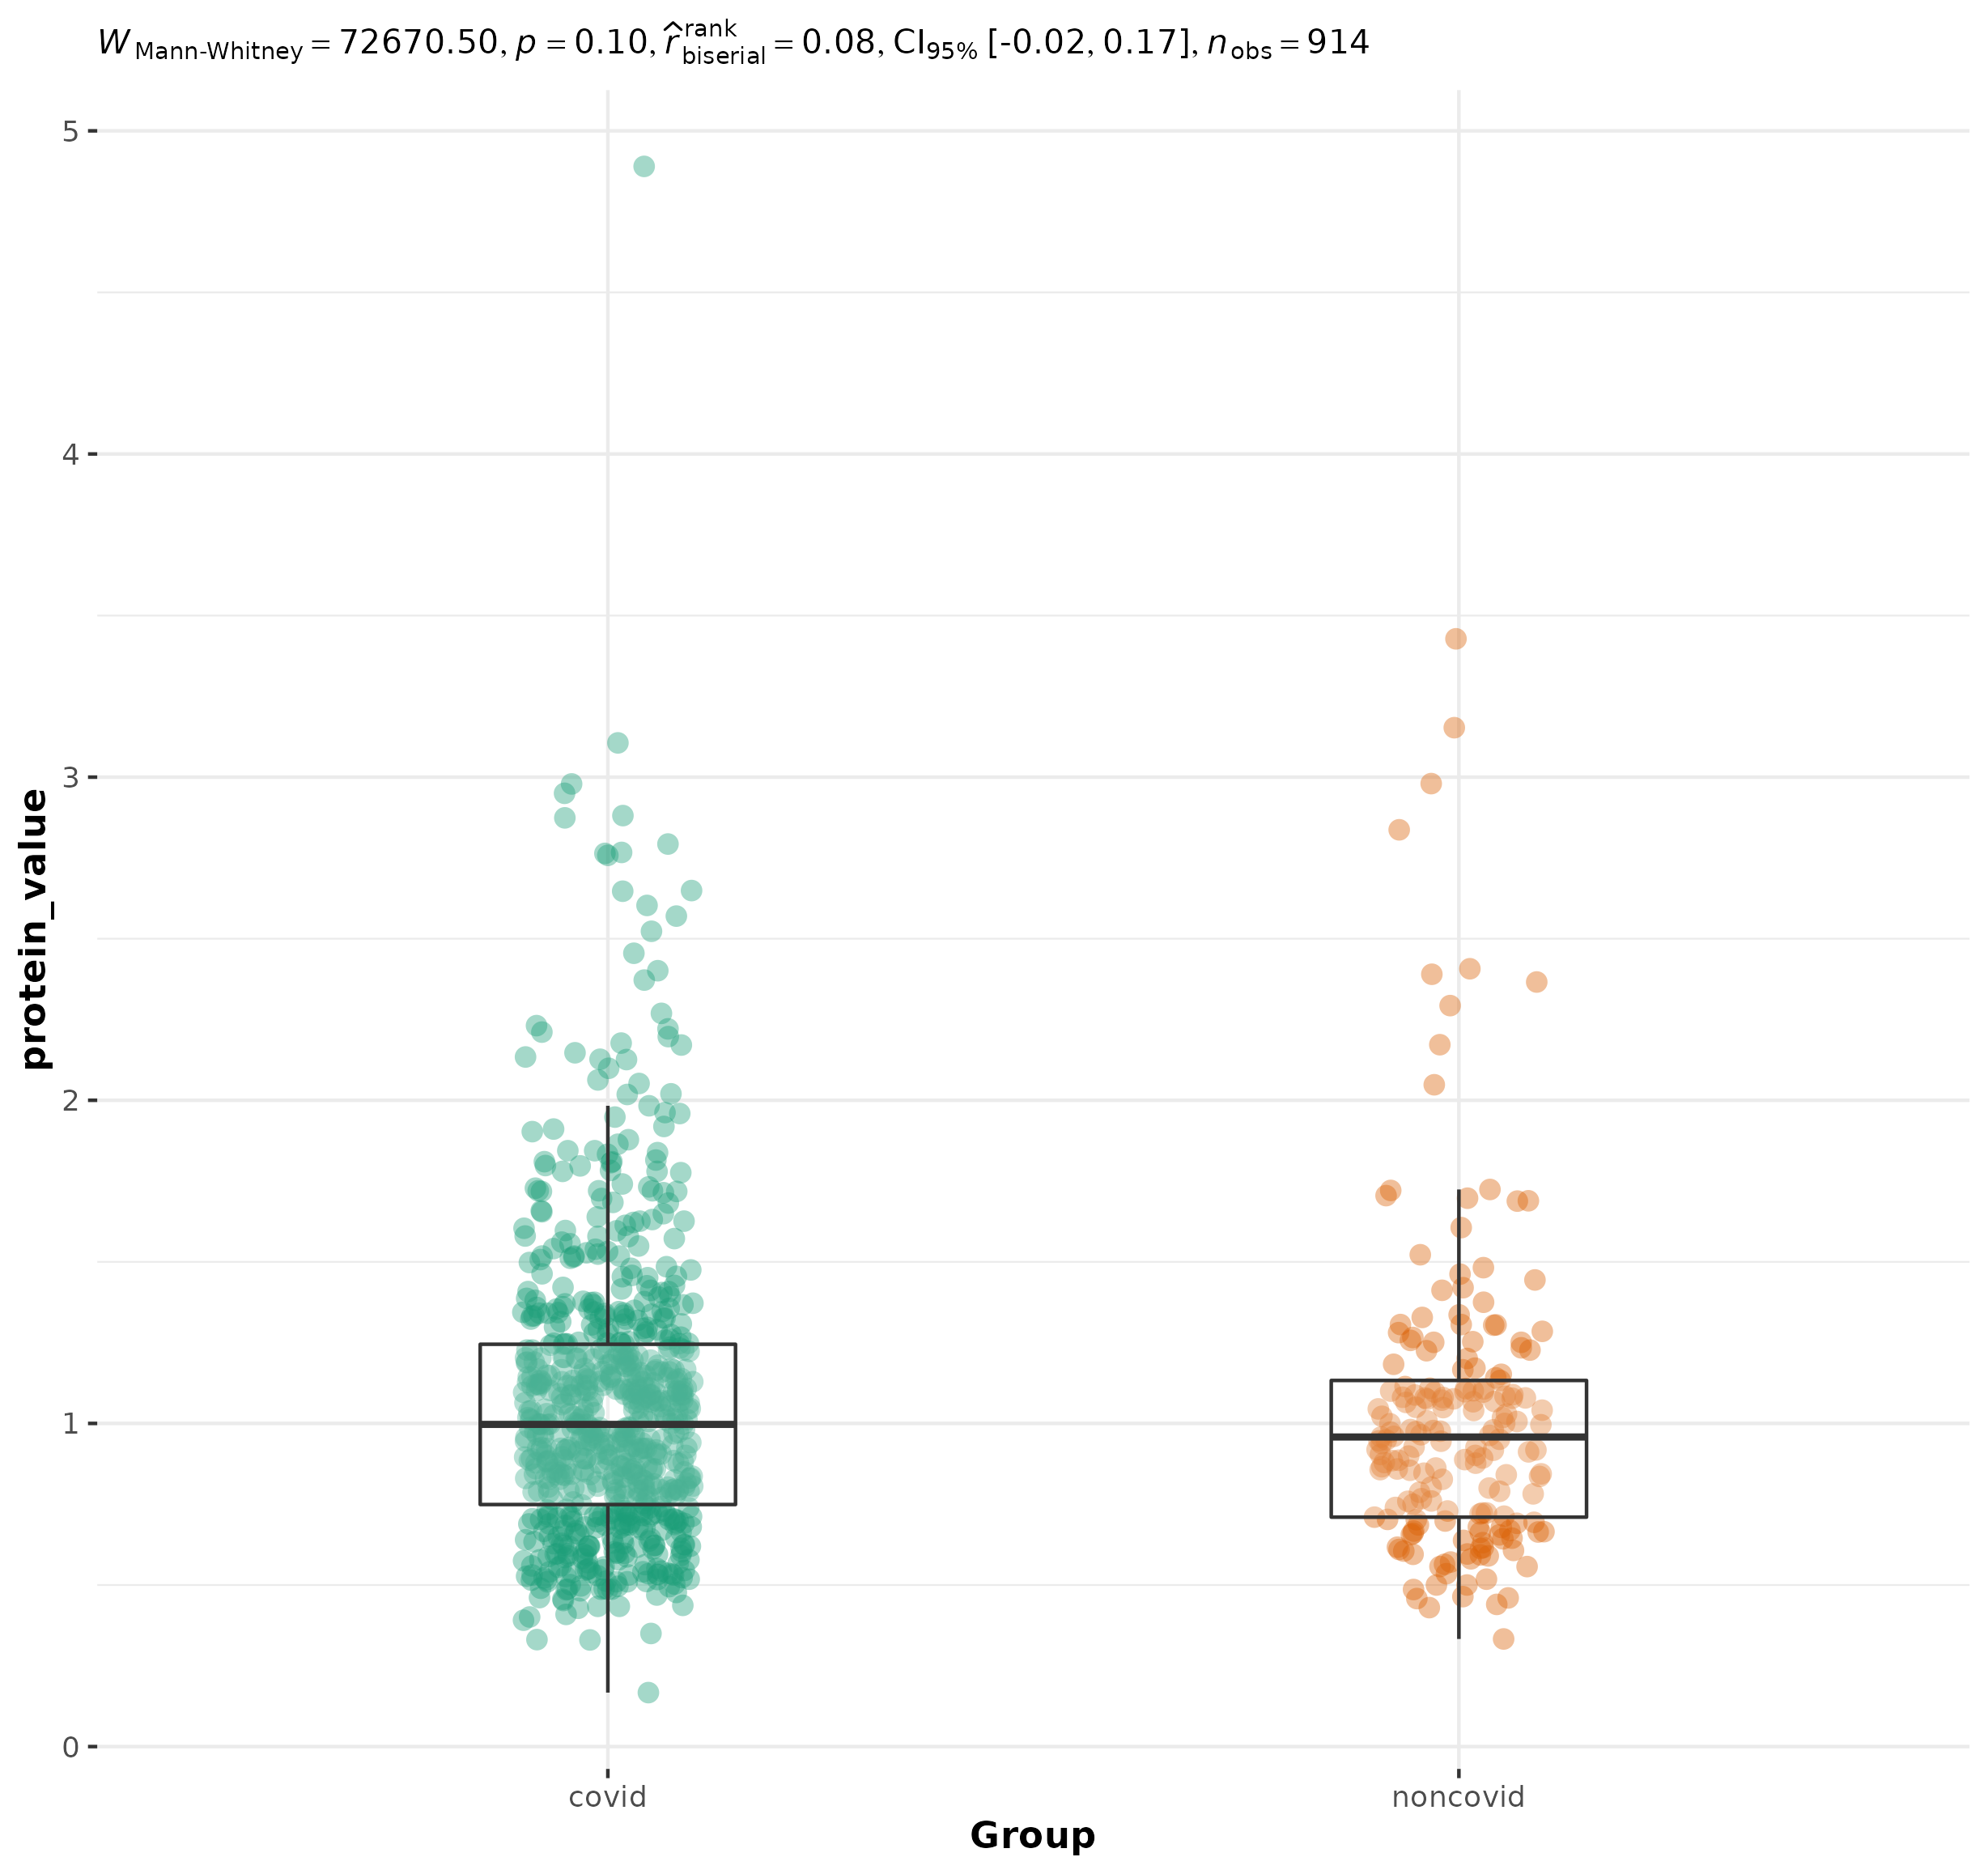 W Mann-Whitney = 72670.50, p = 0.10, r̂ rank biserial = 0.08, CI95% [-0.02, 0.17], n obs = 914
5
4
3
2
1
0
protein_value
covid noncovid
Group